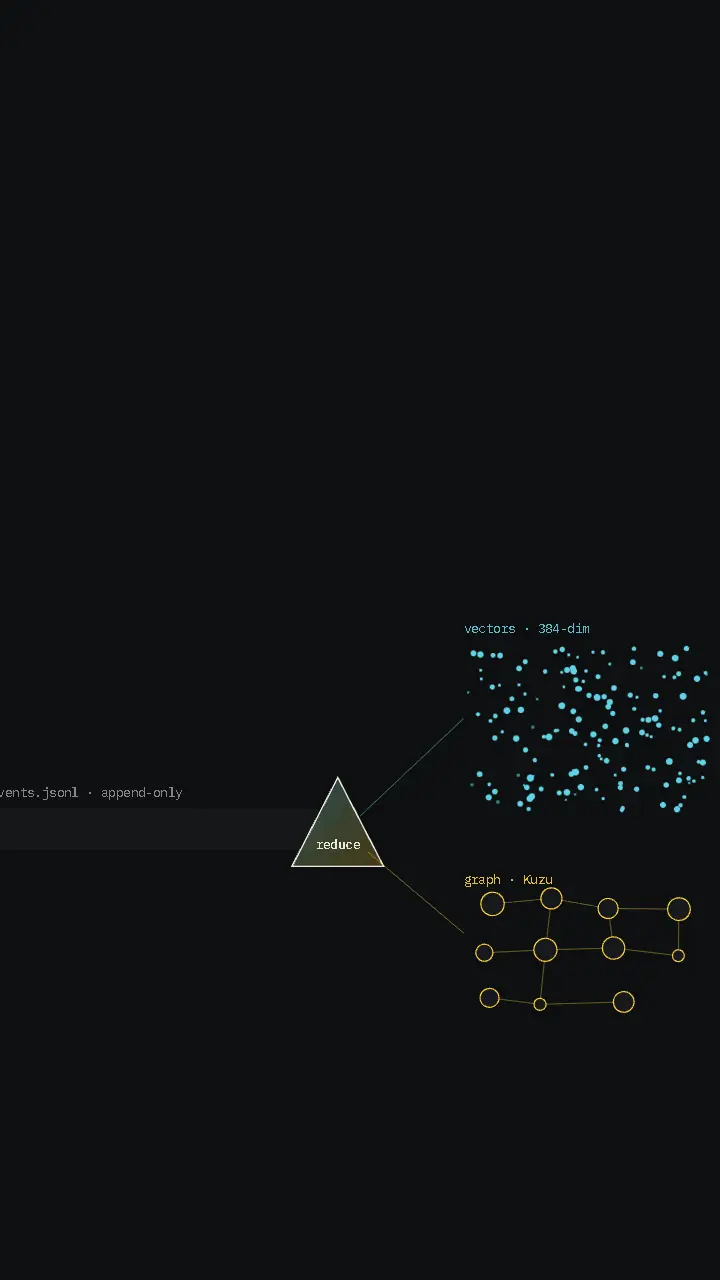 vectors · 384-dim
vents.jsonl · append-only
reduce
graph · Kuzu